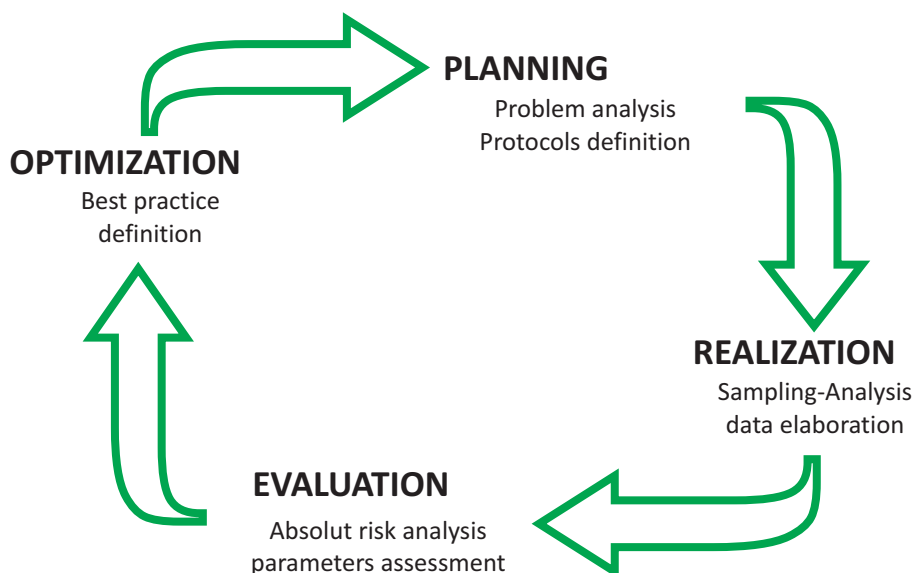 PLANNING
Problem analysis
Protocols definition
REALIZATION
Sampling-Analysis
data elaboration
EVALUATION
Absolut risk analysis
parameters assessment
OPTIMIZATION
Best practice
definition